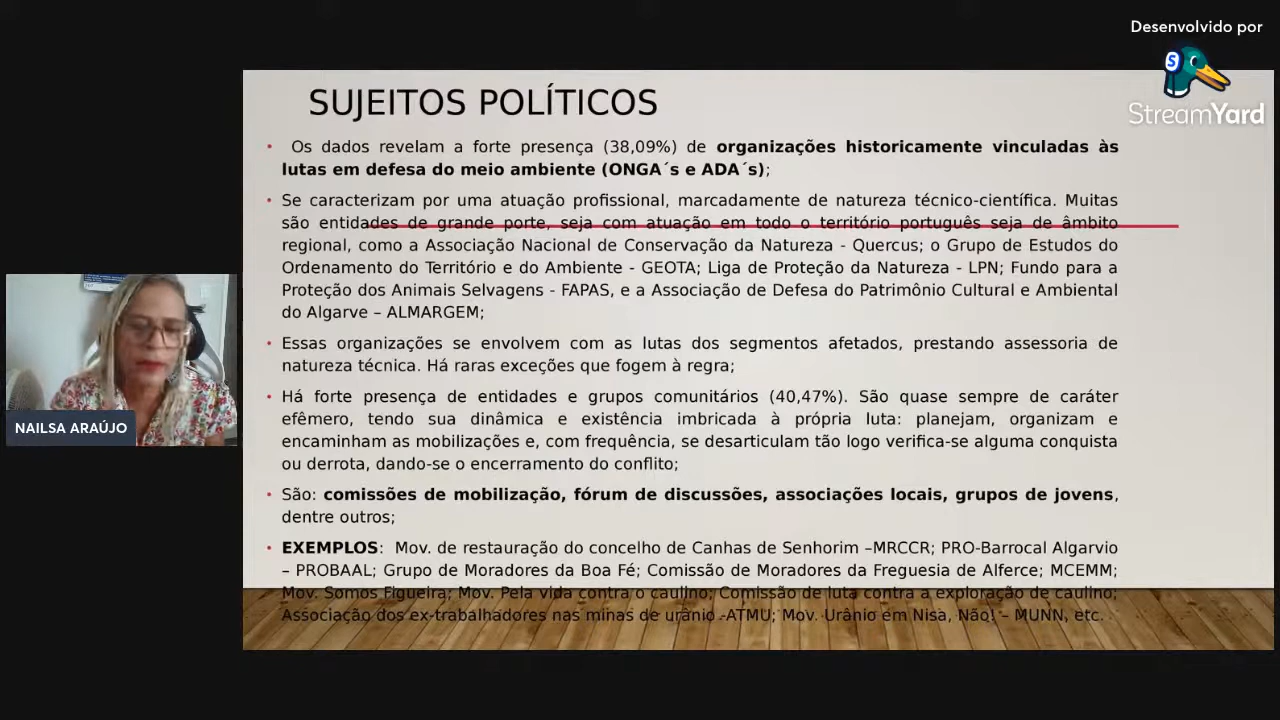 Desenvolvido por
StreamYard
SUJEITOS POLÍTICOS
• Os dados revelam a forte presença (38,09%) de organizações historicamente vinculadas às
lutas em defesa do meio ambiente (ONGA´s e ADA´s);
• Se caracterizam por uma atuação profissional, marcadamente de natureza técnico-científica. Muitas
são entidades de grande porte, seja com atuação em todo o território português seja de âmbito
regional, como a Associação Nacional de Conservação da Natureza - Quercus; o Grupo de Estudos do
Ordenamento do Território e do Ambiente - GEOTA; Liga de Proteção da Natureza - LPN; Fundo para a
Proteção dos Animais Selvagens - FAPAS, e a Associação de Defesa do Patrimônio Cultural e Ambiental
do Algarve – ALMARGEM;
• Essas organizações se envolvem com as lutas dos segmentos afetados, prestando assessoria de
natureza técnica. Há raras exceções que fogem à regra;
• Há forte presença de entidades e grupos comunitários (40,47%). São quase sempre de caráter
efêmero, tendo sua dinâmica e existência imbricada à própria luta: planejam, organizam e
encaminham as mobilizações e, com frequência, se desarticulam tão logo verifica-se alguma conquista
ou derrota, dando-se o encerramento do conflito;
• São: comissões de mobilização, fórum de discussões, associações locais, grupos de jovens,
dentre outros;
• EXEMPLOS: Mov. de restauração do concelho de Canhas de Senhorim –MRCCR; PRO-Barrocal Algarvio
– PROBAAL; Grupo de Moradores da Boa Fé; Comissão de Moradores da Freguesia de Alferce; MCEMM;
Mov. Somos Figueira; Mov. Pela vida contra o caulino; Comissão de luta contra a exploração de caulino;
Associação dos ex-trabalhadores nas minas de urânio -ATMU; Mov. Urânio em Nisa, Não! – MUNN, etc.
NAILSA ARAÚJO